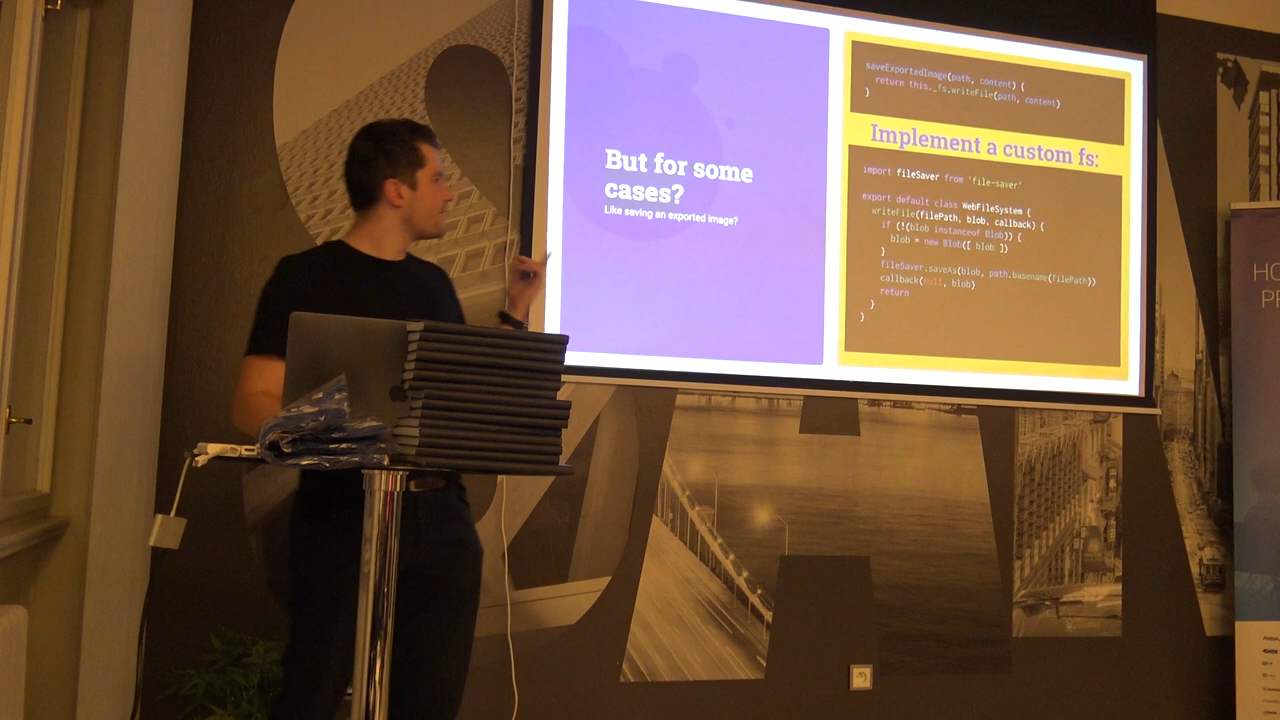 But for some
cases?
Like saving an exported image?
saveExportedImage(path, content) {
return this._fs.writeFile(path, content)
}
Implement a custom fs:
import fileSaver from 'file-saver'
export default class WebFileSystem {
writeFile(filePath, blob, callback) {
if (!(blob instanceof Blob)) {
blob = new Blob([ blob ])
}
fileSaver.saveAs(blob, path.basename(filePath))
callback(null, blob)
return
}
}
HO
PR